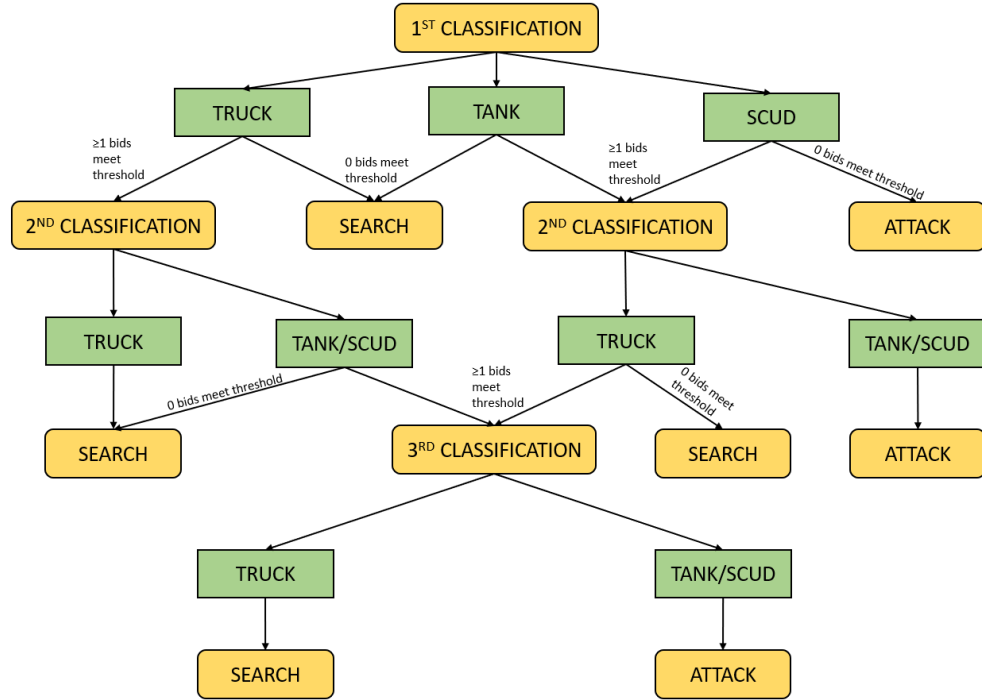 1ST CLASSIFICATION
TRUCK
TANK
SCUD
≥1 bids
meet
threshold
0 bids meet
threshold
≥1 bids
meet
threshold
0 bids meet threshold
2ND CLASSIFICATION
SEARCH
2ND CLASSIFICATION
ATTACK
TRUCK
TANK/SCUD
TRUCK
TANK/SCUD
0 bids meet threshold
≥1 bids
meet
threshold
0 bids meet
threshold
SEARCH
3RD CLASSIFICATION
SEARCH
ATTACK
TRUCK
TANK/SCUD
SEARCH
ATTACK